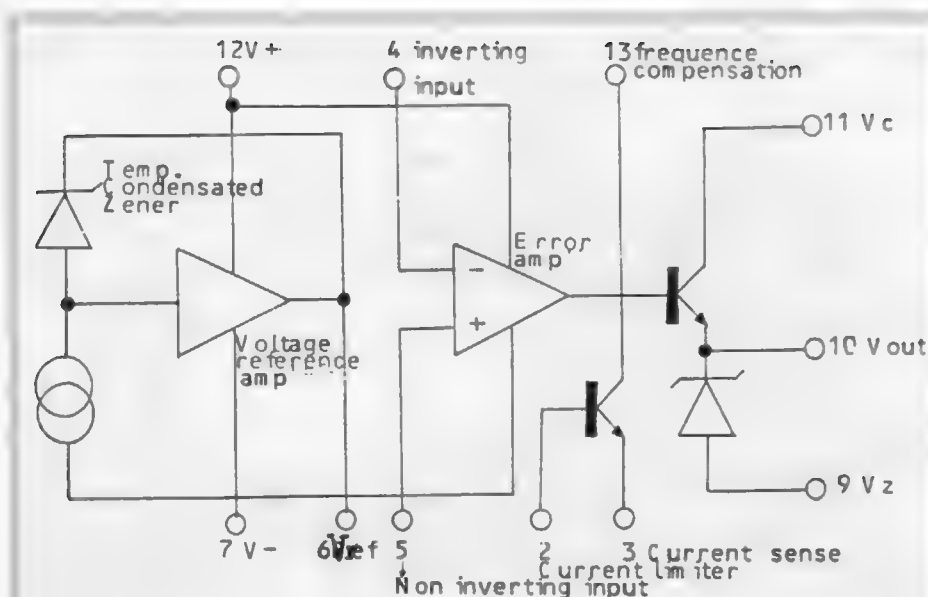 12V+
4 inverting
input
13 frequence
compensation
11 Vc
Temp.
Condensated
Zener
Error
amp
-
+
Voltage
reference
amp
10 Vout
9 Vz
7 V-
6 Vref
5
Non inverting input
2
Current limiter
3 Current sense